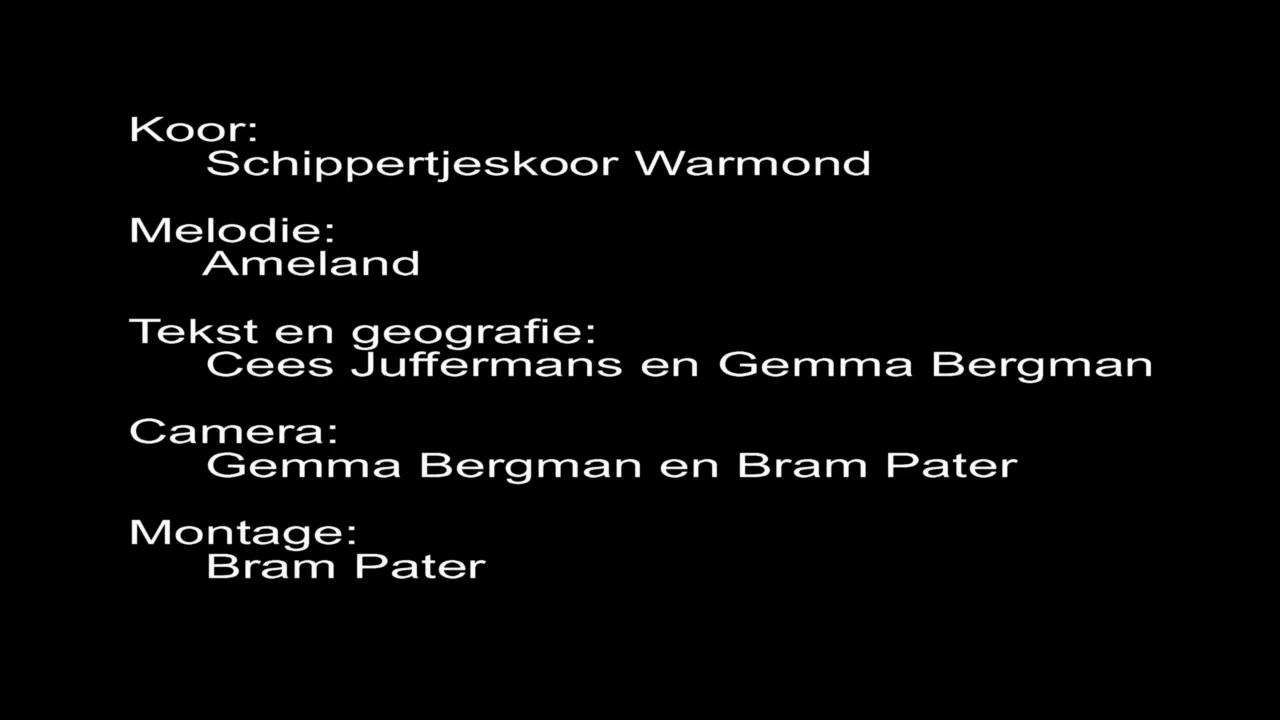 Koor:
Schippertjeskoor Warmond
Melodie:
Ameland
Tekst en geografie:
Cees Juffermans en Gemma Bergman
Camera:
Gemma Bergman en Bram Pater
Montage:
Bram Pater